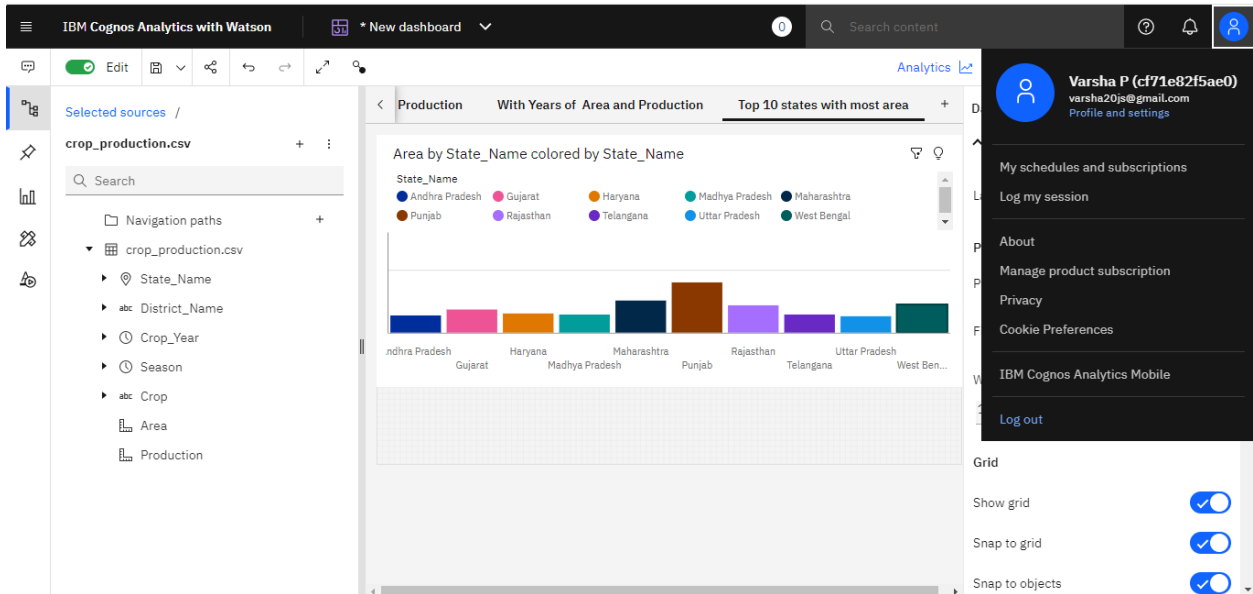 IBM Cognos Analytics with Watson
* New dashboard
0
Search content
Edit
Analytics
Selected sources /
crop_production.csv
Search
Navigation paths
crop_production.csv
State_Name
abc District_Name
Crop_Year
Season
abc Crop
Area
Production
Production
With Years of Area and Production
Top 10 states with most area
Area by State_Name colored by State_Name
State_Name
Andhra Pradesh Gujarat Haryana Madhya Pradesh Maharashtra
Punjab Rajasthan Telangana Uttar Pradesh West Bengal
ndhra Pradesh Haryana Maharashtra Rajasthan Uttar Pradesh
Gujarat Madhya Pradesh Punjab Telangana West Ben...
Varsha P (cf71e82f5ae0)
varsha20js@gmail.com
Profile and settings
My schedules and subscriptions
Log my session
About
Manage product subscription
Privacy
Cookie Preferences
IBM Cognos Analytics Mobile
Log out
Grid
Show grid
Snap to grid
Snap to objects